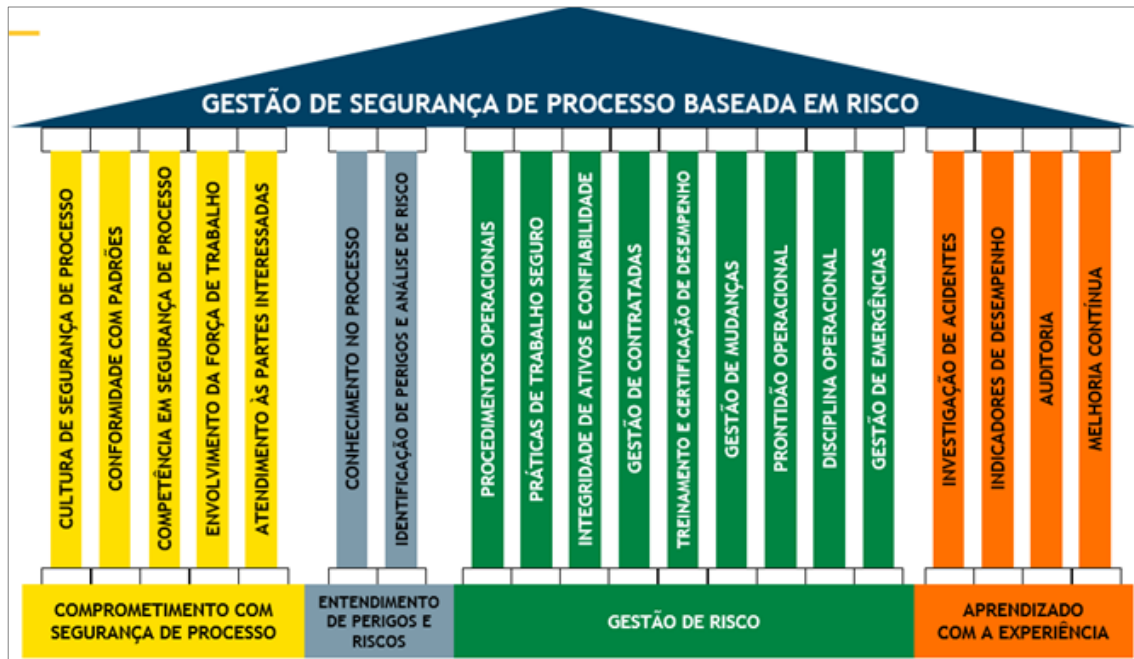 GESTÃO DE SEGURANÇA DE PROCESSO BASEADA EM RISCO
CULTURA DE SEGURANÇA DE PROCESSO
CONFORMIDADE COM PADRÕES
COMPETÊNCIA EM SEGURANÇA DE PROCESSO
ENVOLVIMENTO DA FORÇA DE TRABALHO
ATENDIMENTO ÀS PARTES INTERESSADAS
CONHECIMENTO NO PROCESSO
IDENTIFICAÇÃO DE PERIGOS E ANÁLISE DE RISCO
PROCEDIMENTOS OPERACIONAIS
PRÁTICAS DE TRABALHO SEGURO
INTEGRIDADE DE ATIVOS E CONFIABILIDADE
GESTÃO DE CONTRATADAS
TREINAMENTO E CERTIFICAÇÃO DE DESEMPENHO
GESTÃO DE MUDANÇAS
PRONTIDÃO OPERACIONAL
DISCIPLINA OPERACIONAL
GESTÃO DE EMERGÊNCIAS
INVESTIGAÇÃO DE ACIDENTES
INDICADORES DE DESEMPENHO
AUDITORIA
MELHORIA CONTÍNUA
COMPROMETIMENTO COM
SEGURANÇA DE PROCESSO
ENTENDIMENTO
DE PERIGOS E
RISCOS
GESTÃO DE RISCO
APRENDIZADO
COM A EXPERIÊNCIA